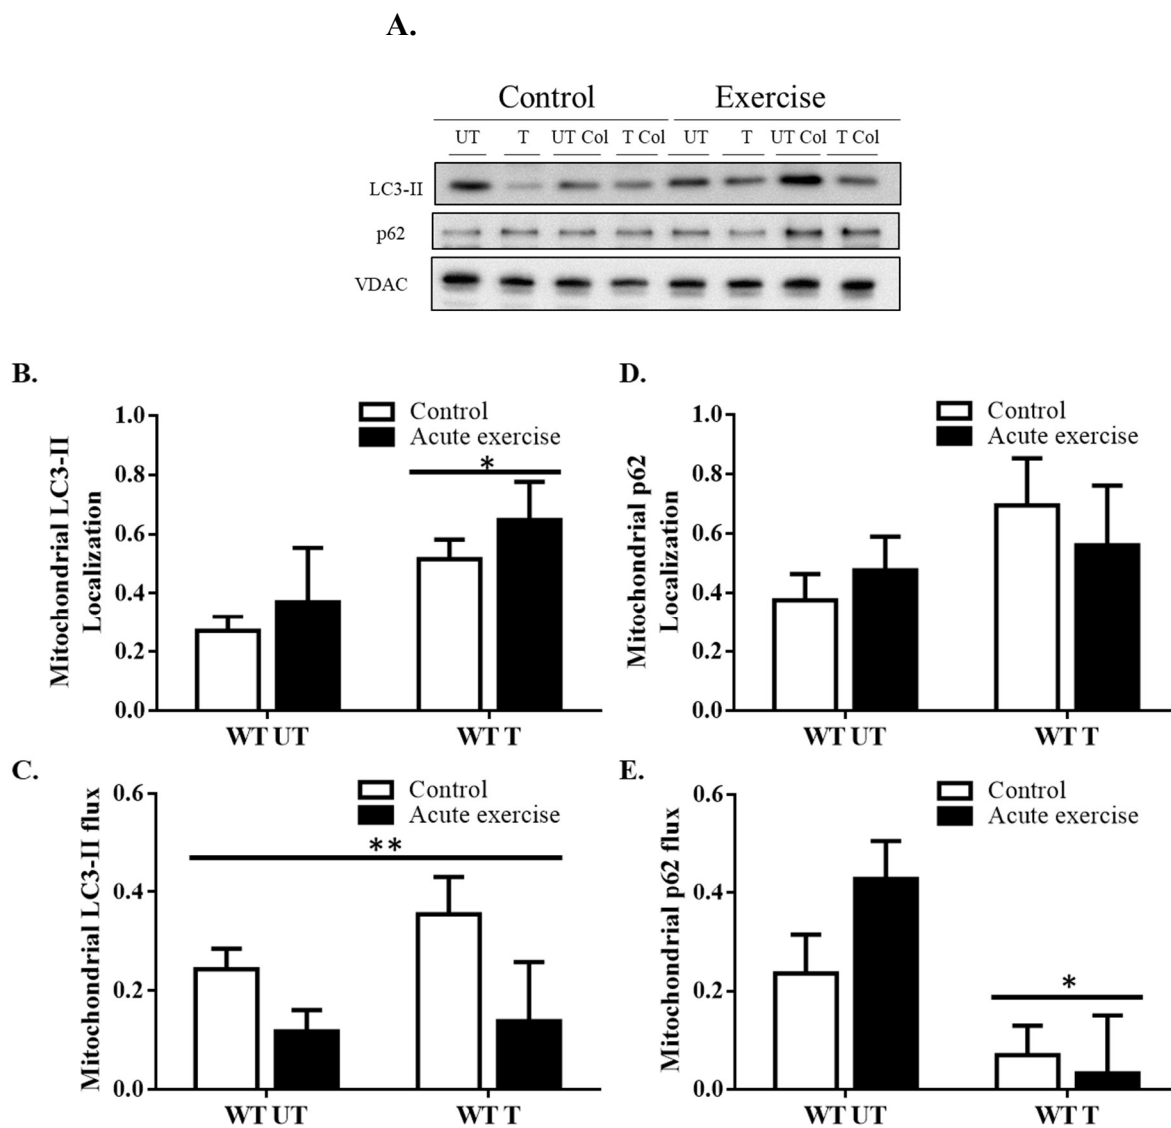 A.
Control Exercise
UT T UT Col T Col UT T UT Col T Col
LC3-II
p62
VDAC
B.
Control
Acute exercise
Mitochondrial LC3-II
Localization
1.0
0.8
0.6
0.4
0.2
0.0
*
WT UT WT T
D.
Control
Acute exercise
Mitochondrial p62
Localization
1.0
0.8
0.6
0.4
0.2
0.0
WT UT WT T
C.
Control
Acute exercise
Mitochondrial LC3-II flux
0.6
0.4
0.2
0.0
**
WT UT WT T
E.
Control
Acute exercise
Mitochondrial p62 flux
0.6
0.4
0.2
0.0
*
WT UT WT T